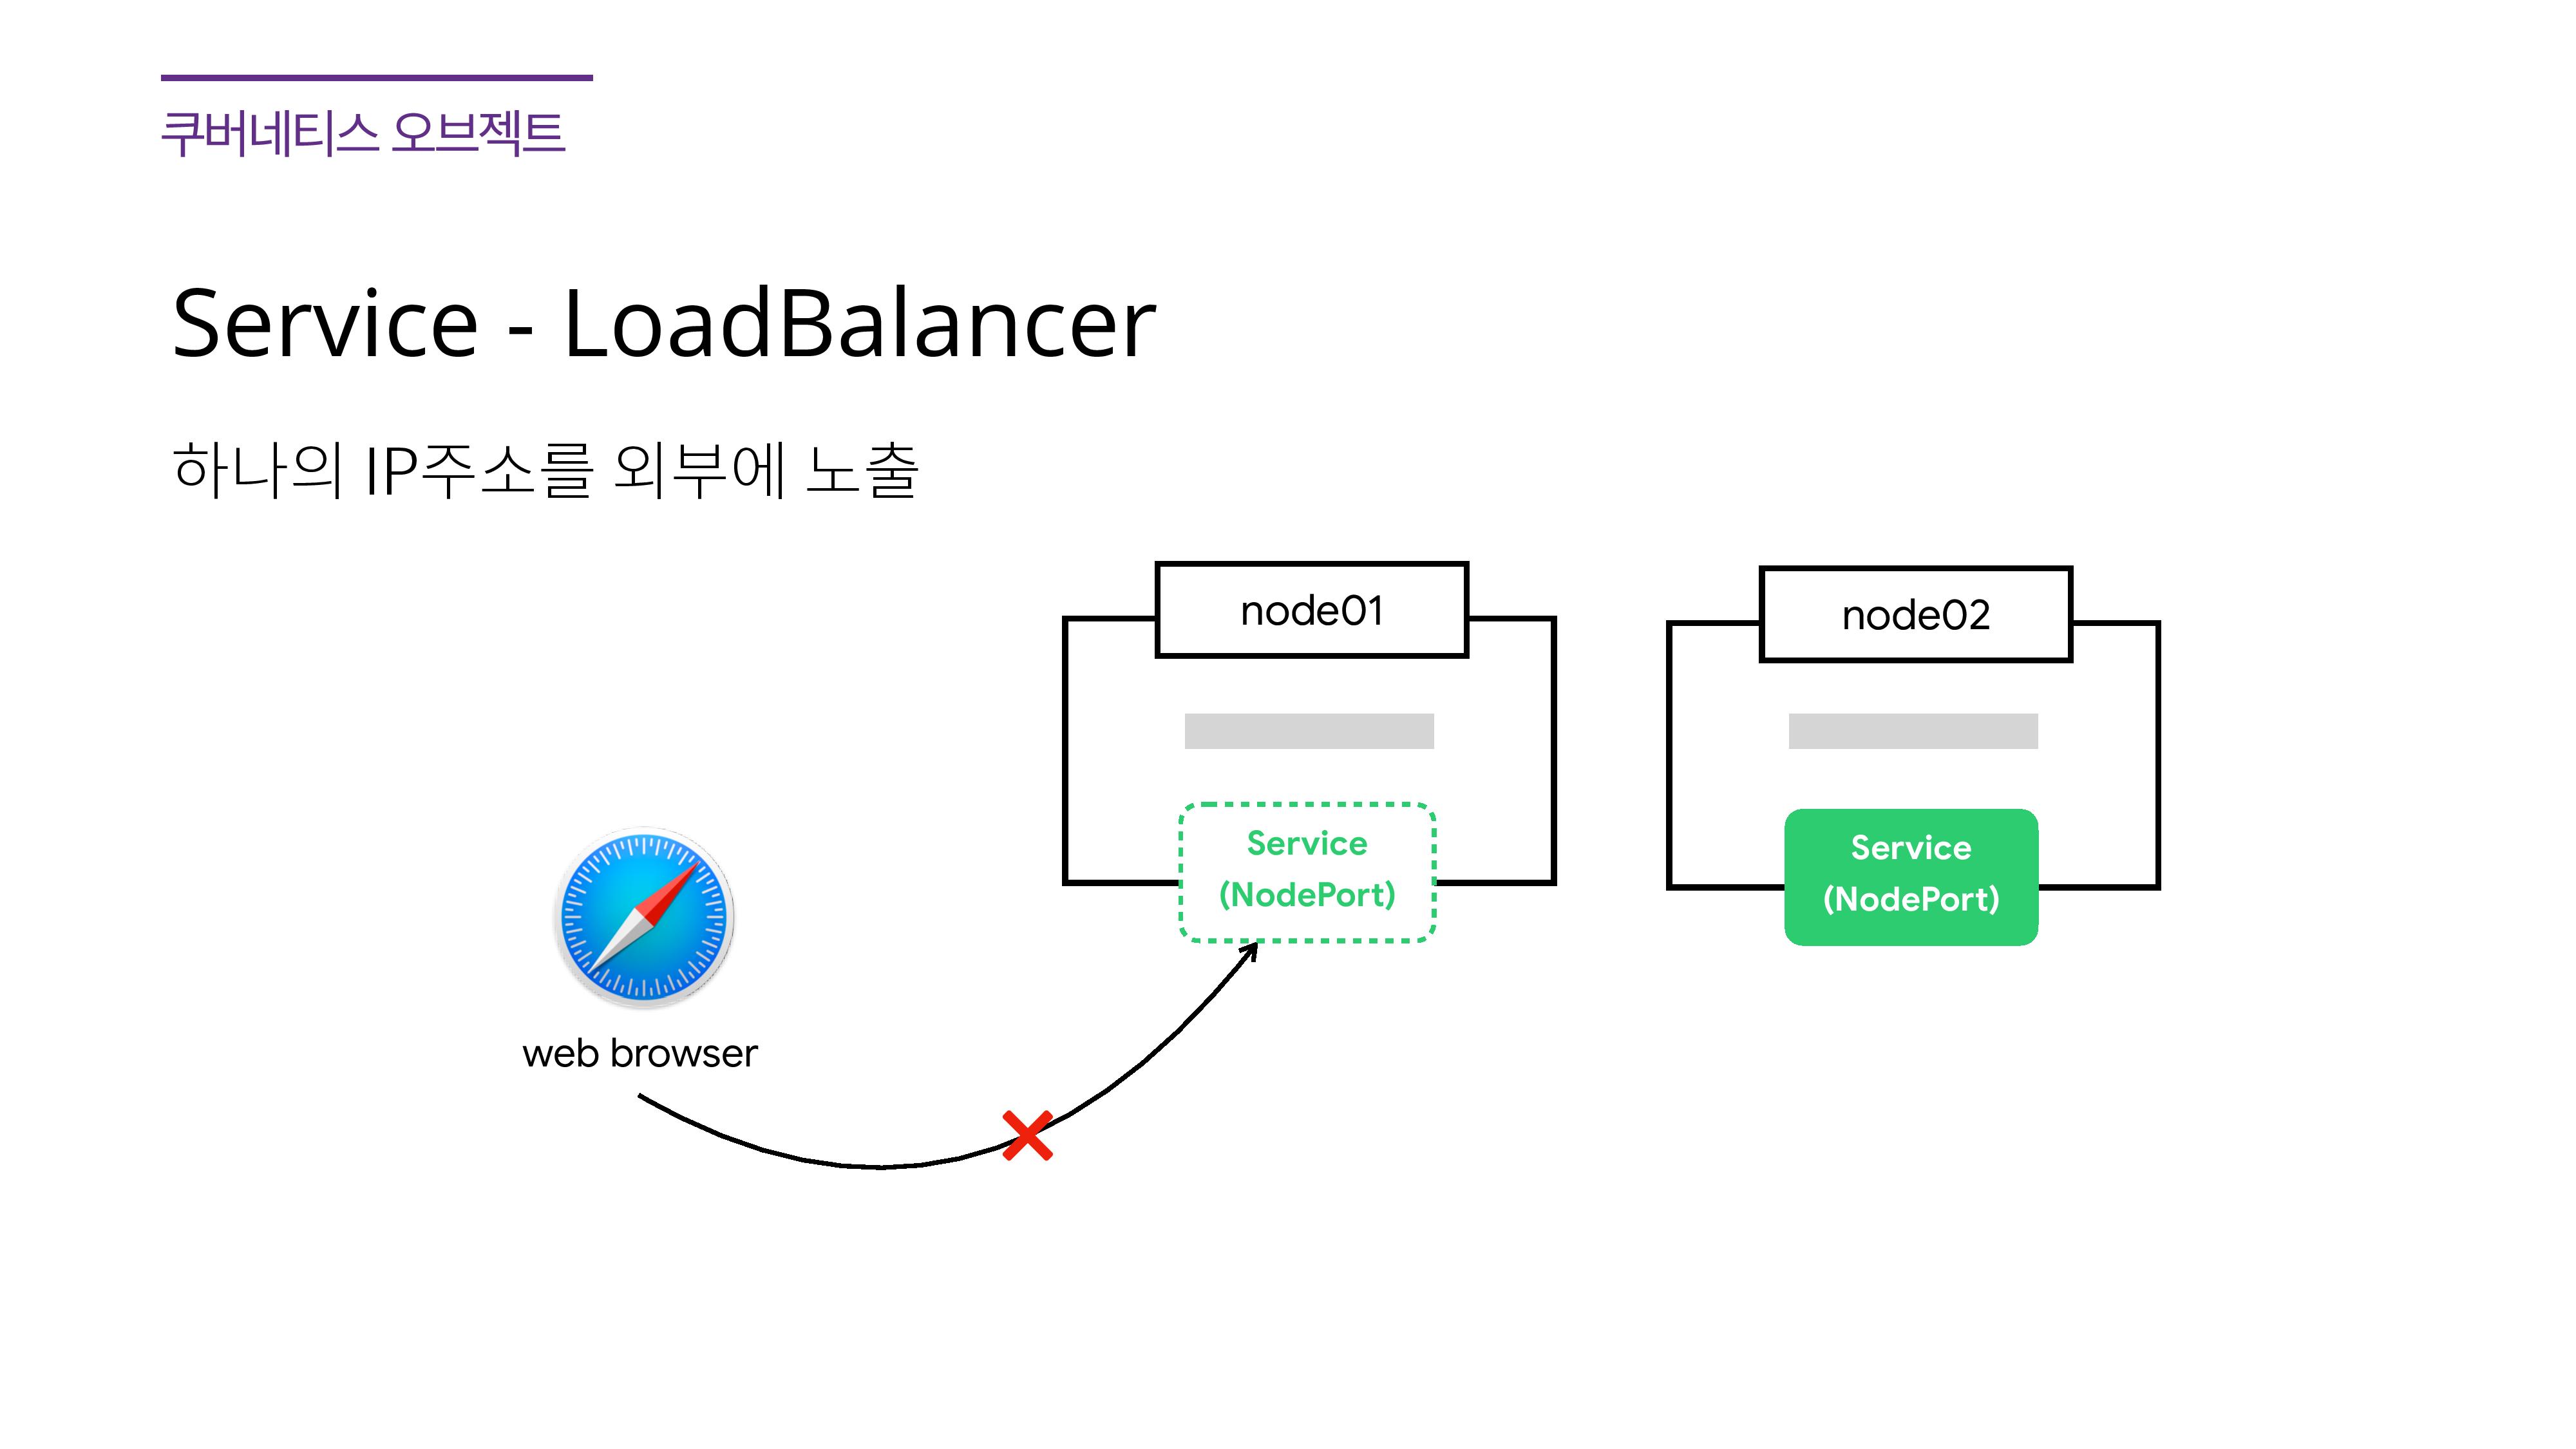 쿠버네티스 오브젝트
Service - LoadBalancer
하나의 IP주소를 외부에 노출
node01
node02
Service
(NodePort)
Service
(NodePort)
web browser